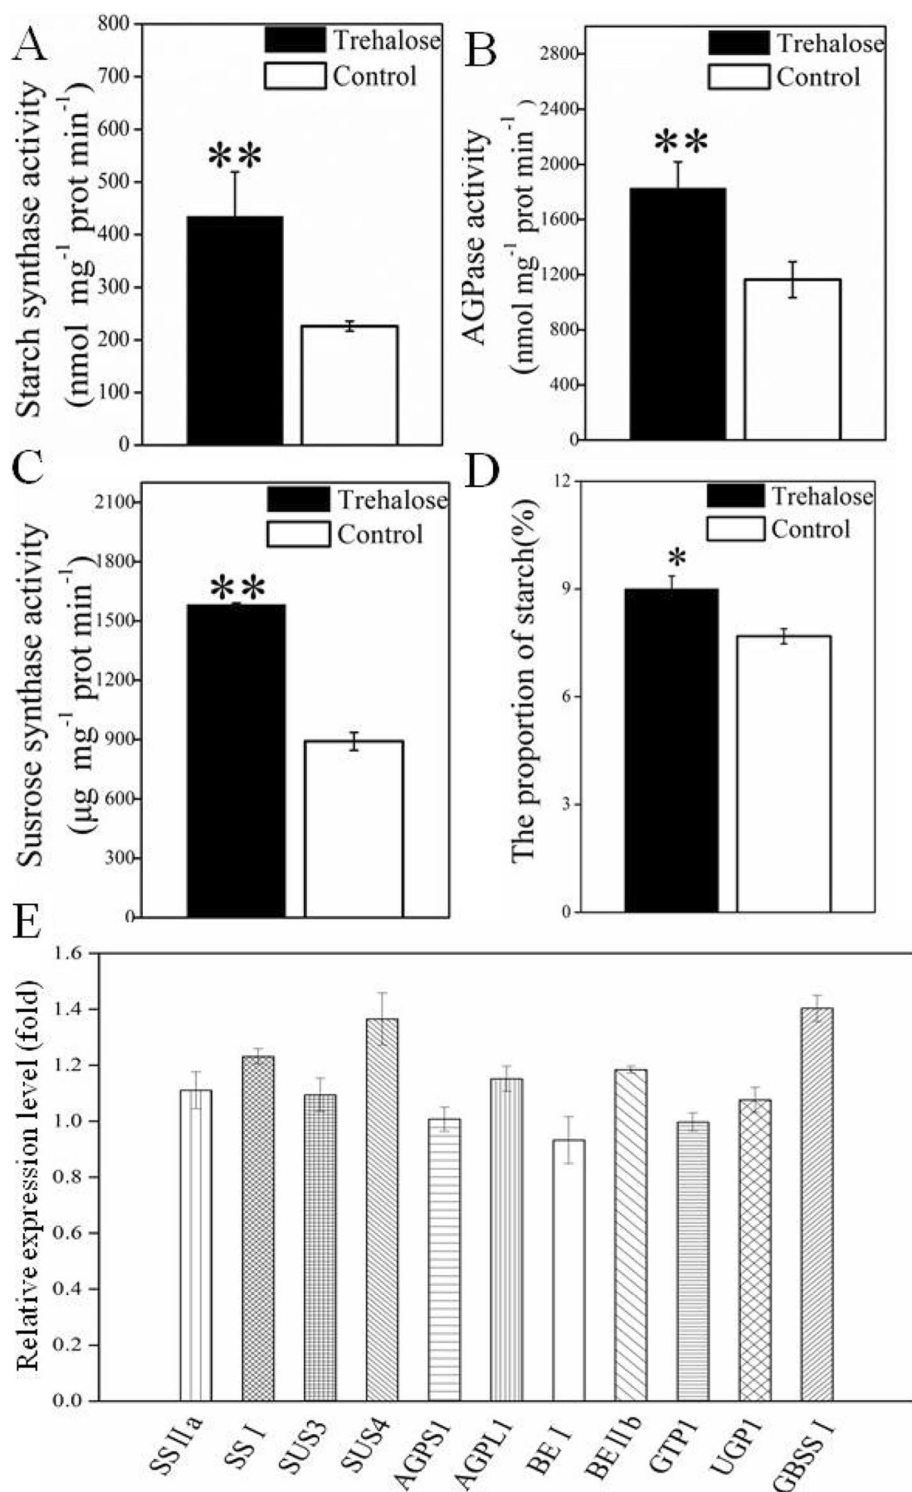 A
Starch synthase activity
(nmol mg⁻¹ prot min⁻¹)
800
700
600
500
400
300
200
100
0
Trehalose
Control
**
B
AGPase activity
(nmol mg⁻¹ prot min⁻¹)
2800
2400
2000
1600
1200
800
400
0
Trehalose
Control
**
C
Susrose synthase activity
(μg mg⁻¹ prot min⁻¹)
2100
1800
1500
1200
900
600
300
0
Trehalose
Control
**
D
The proportion of starch(%)
12
9
6
3
0
Trehalose
Control
*
E
Relative expression level (fold)
1.6
1.4
1.2
1.0
0.8
0.6
0.4
0.2
0.0
SSIIa
SS I
SUS3
SUS4
AGPS1
AGPL1
BE I
BE IIb
GTP1
UGP1
GBSS I